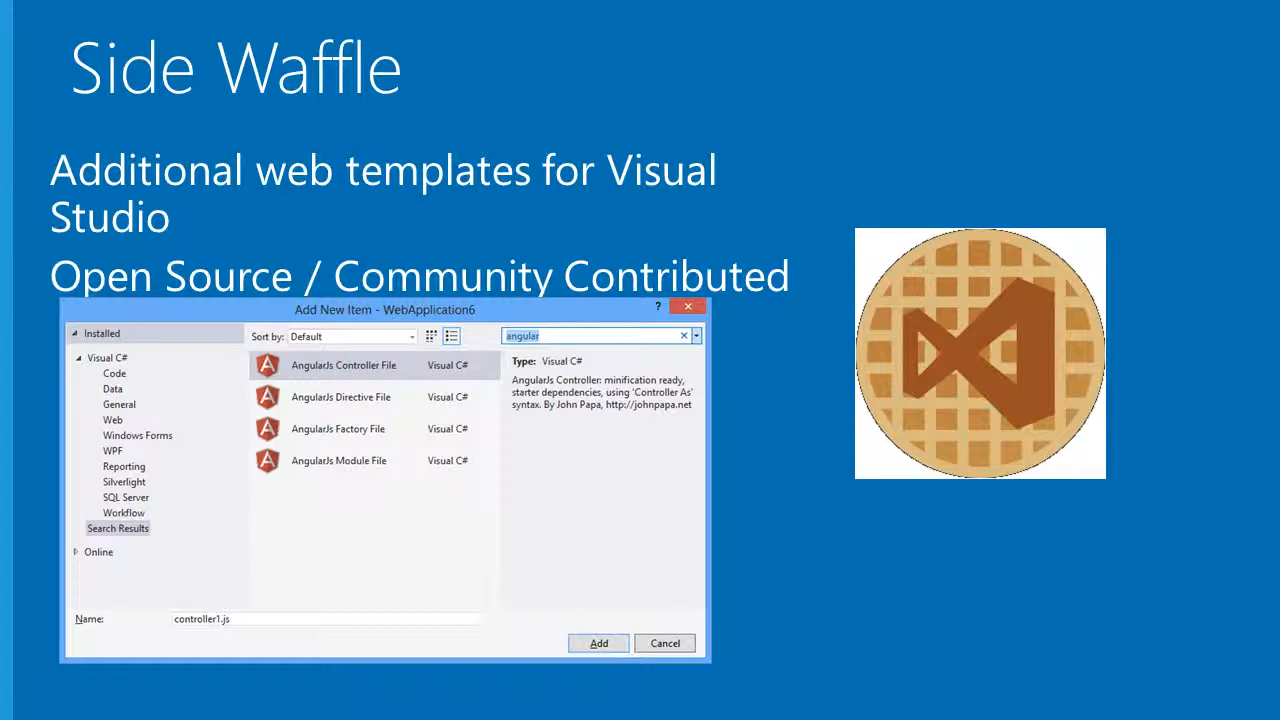 Side Waffle
Additional web templates for Visual
Studio
Open Source / Community Contributed
Add New Item - WebApplication6
?
Installed
Sort by: Default
angular
Visual C#
Code
Data
General
Web
Windows Forms
WPF
Reporting
Silverlight
SQL Server
Workflow
Search Results
Online
AngularJs Controller File Visual C#
AngularJs Directive File Visual C#
AngularJs Factory File Visual C#
AngularJs Module File Visual C#
Type: Visual C#
AngularJs Controller: minification ready,
starter dependencies, using 'Controller As'
syntax. By John Papa, http://johnpapa.net
Name: controller1.js
Add Cancel